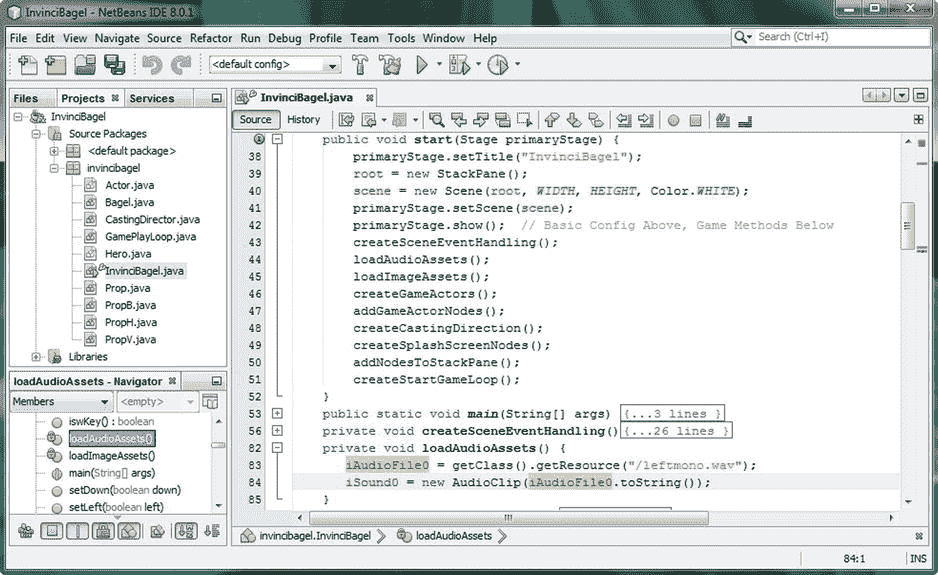 InvinciBagel - NetBeans IDE 8.0.1
File Edit View Navigate Source Refactor Run Debug Profile Team Tools Window Help
Search (Ctrl+I)
<default config>
Files Projects Services
InvinciBagel.java
InvinciBagel
Source Packages
<default package>
invincibagel
Actor.java
Bagel.java
CastingDirector.java
GamePlayLoop.java
Hero.java
InvinciBagel.java
Prop.java
PropB.java
PropH.java
PropV.java
Libraries
loadAudioAssets - Navigator
Members <empty>
iswKey() : boolean
loadAudioAssets()
loadImageAssets()
main(String[] args)
setDown(boolean down)
setLeft(boolean left)
Source History
public void start(Stage primaryStage) {
38 primaryStage.setTitle("InvinciBagel");
39 root = new StackPane();
40 scene = new Scene(root, WIDTH, HEIGHT, Color.WHITE);
41 primaryStage.setScene(scene);
42 primaryStage.show(); // Basic Config Above, Game Methods Below
43 createSceneEventHandling();
44 loadAudioAssets();
45 loadImageAssets();
46 createGameActors();
47 addGameActorNodes();
48 createCastingDirection();
49 createSplashScreenNodes();
50 addNodesToStackPane();
51 createStartGameLoop();
52 }
53 public static void main(String[] args) {...3 lines }
56 private void createSceneEventHandling() {...26 lines }
82 private void loadAudioAssets() {
83 iAudioFile0 = getClass().getResource("/leftmono.wav");
84 iSound0 = new AudioClip(iAudioFile0.toString());
85 }
invincibagel.InvinciBagel loadAudioAssets
84:1 INS